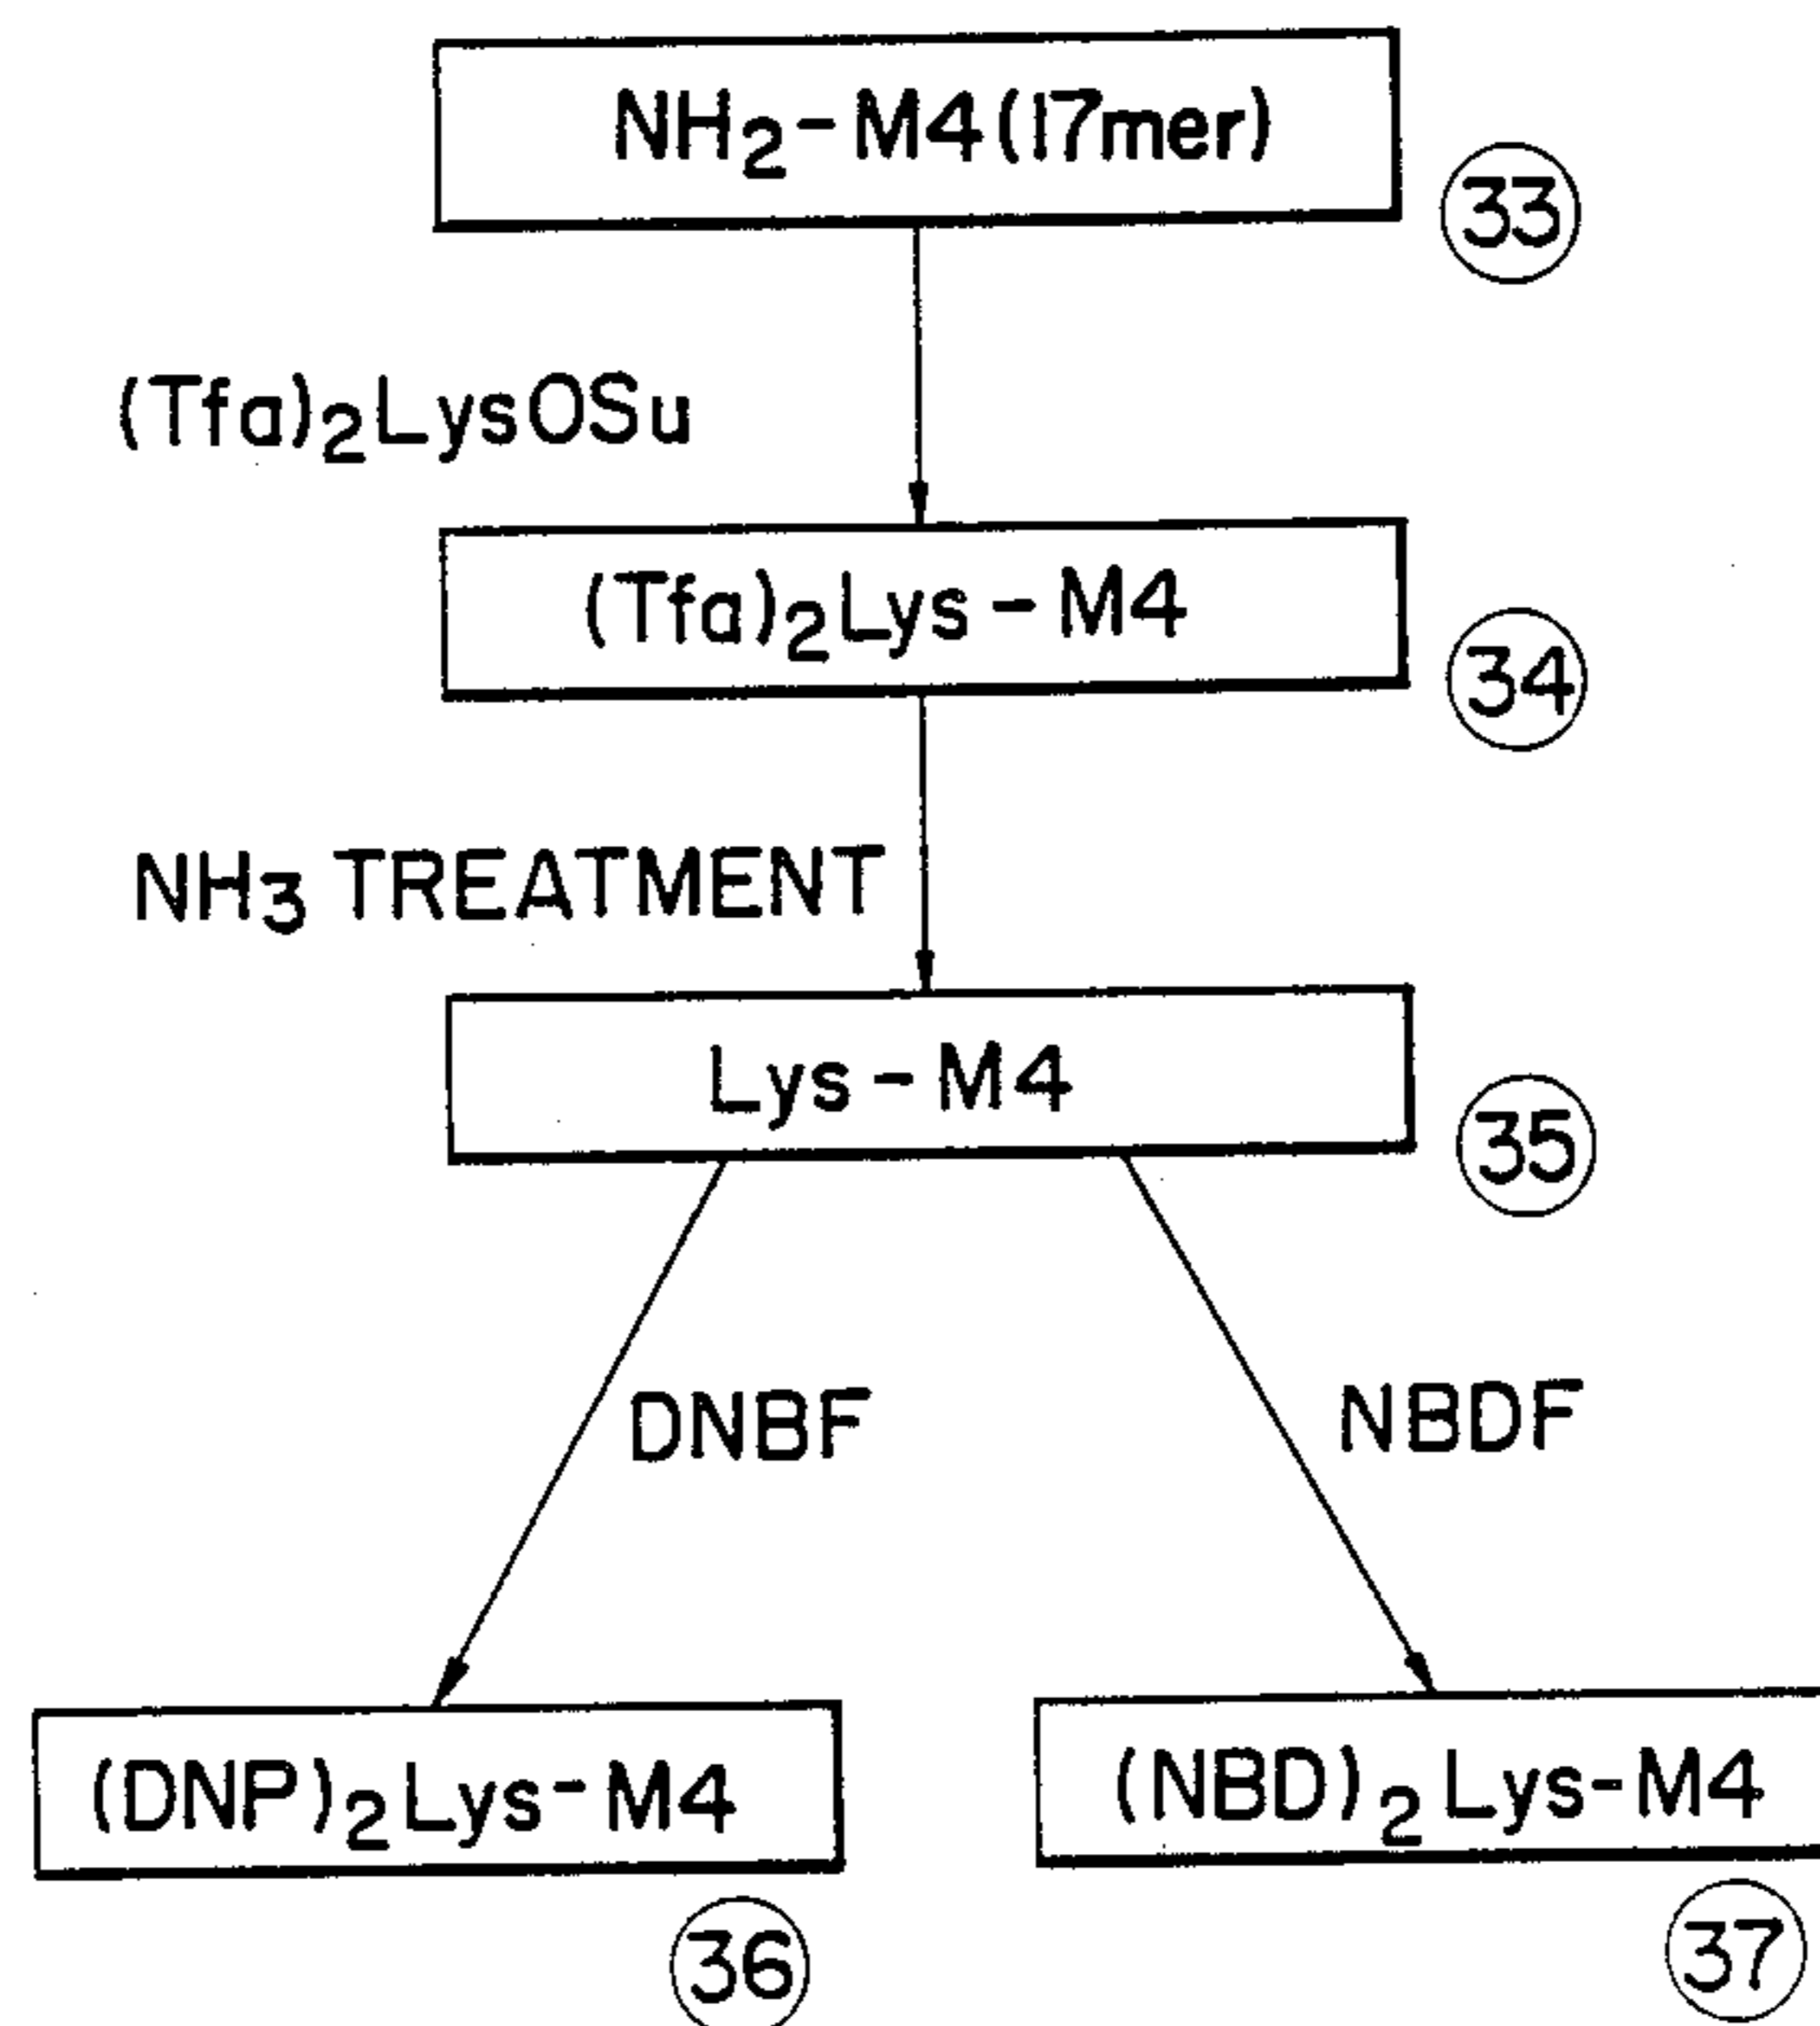 NH₂-M4(17mer)
33
(Tfa)₂LysOSu
(Tfa)₂Lys-M4
34
NH₃ TREATMENT
Lys-M4
35
DNBF
NBDF
(DNP)₂Lys-M4
(NBD)₂Lys-M4
36
37